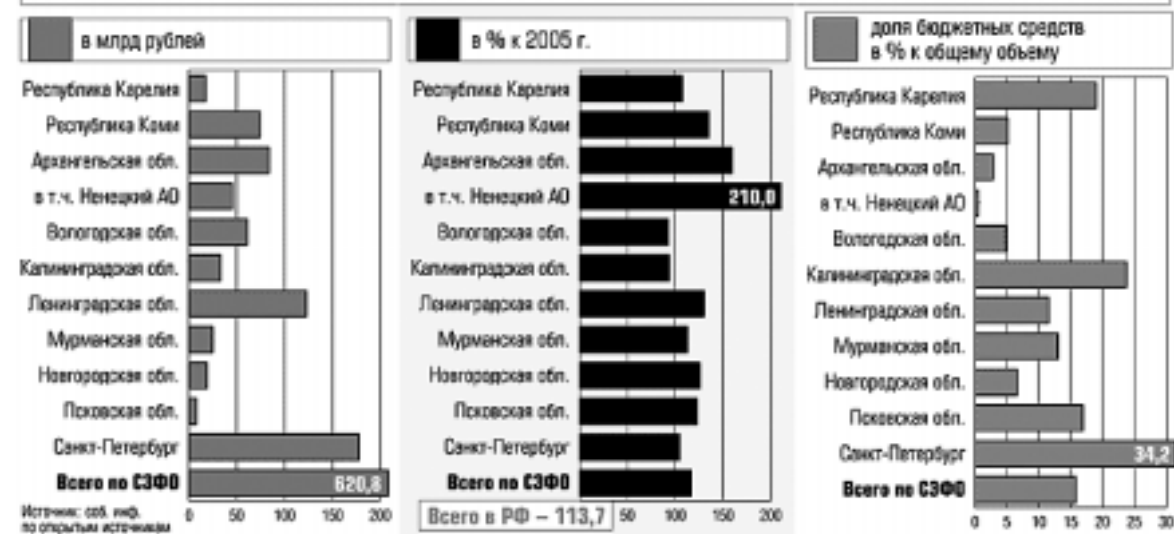 в млрд рублей
Республика Карелия
Республика Коми
Архангельская обл.
в т.ч. Ненецкий АО
Вологодская обл.
Калининградская обл.
Ленинградская обл.
Мурманская обл.
Новгородская обл.
Псковская обл.
Санкт-Петербург
Всего по СЗФО
620,8
Источник: соб. инф.
по открытым источникам
0 50 100 150 200
в % к 2005 г.
Республика Карелия
Республика Коми
Архангельская обл.
в т.ч. Ненецкий АО
210,0
Вологодская обл.
Калининградская обл.
Ленинградская обл.
Мурманская обл.
Новгородская обл.
Псковская обл.
Санкт-Петербург
Всего по СЗФО
Всего в РФ – 113,7
50 100 150 200
доля бюджетных средств
в % к общему объему
Республика Карелия
Республика Коми
Архангельская обл.
в т.ч. Ненецкий АО
Вологодская обл.
Калининградская обл.
Ленинградская обл.
Мурманская обл.
Новгородская обл.
Псковская обл.
Санкт-Петербург
34,2
Всего по СЗФО
0 5 10 15 20 25 30